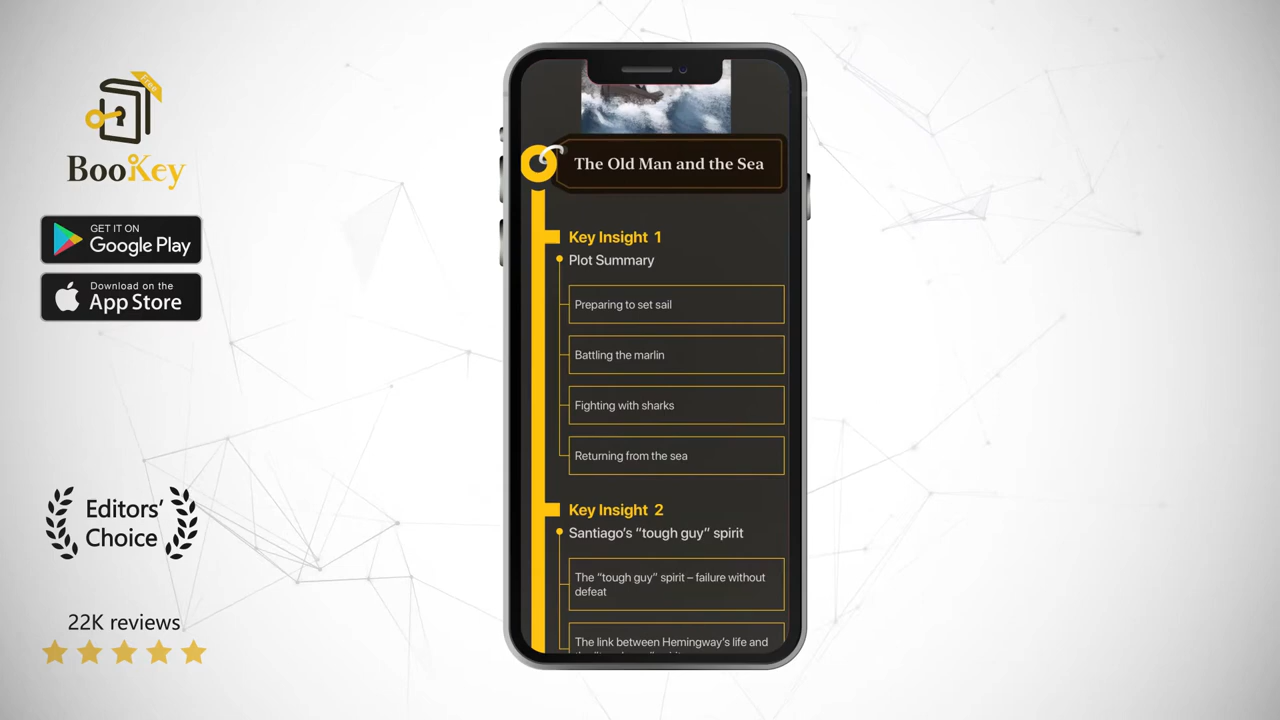 Free
BooKey
GET IT ON
Google Play
Download on the
App Store
Editors’
Choice
22K reviews
The Old Man and the Sea
Key Insight 1
Plot Summary
Preparing to set sail
Battling the marlin
Fighting with sharks
Returning from the sea
Key Insight 2
Santiago’s “tough guy” spirit
The “tough guy” spirit – failure without
defeat
The link between Hemingway’s life and